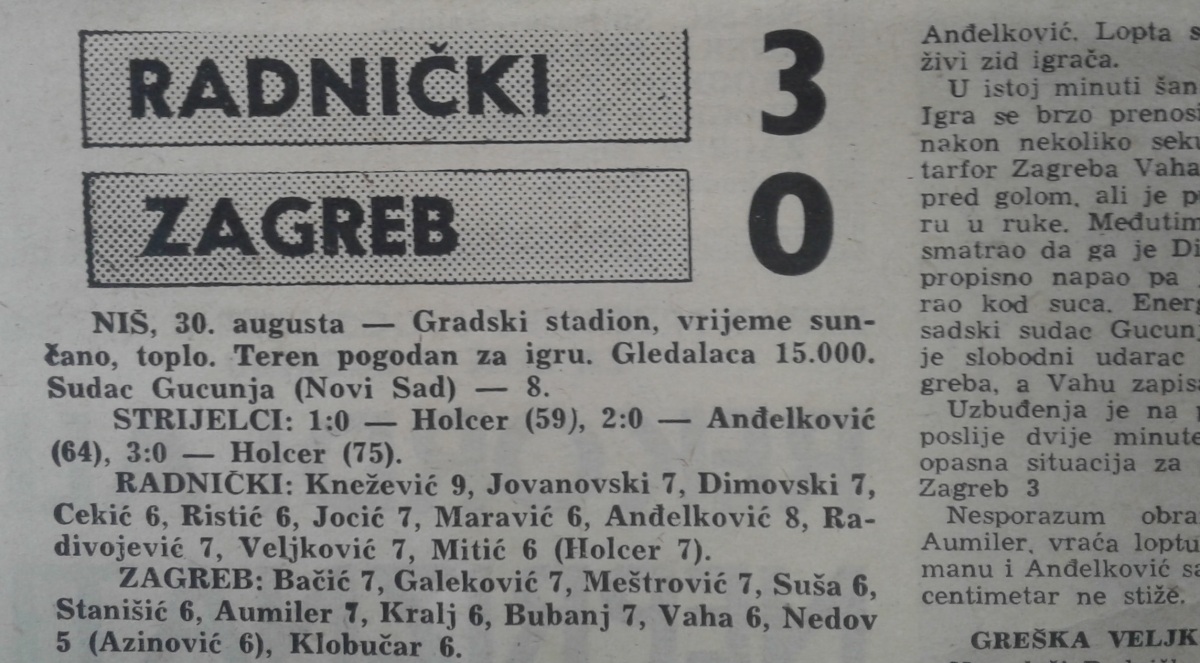 RADNIČKI 3
ZAGREB 0
NIŠ, 30. augusta — Gradski stadion, vrijeme sun-
čano, toplo. Teren pogodan za igru. Gledalaca 15.000.
Sudac Gucunja (Novi Sad) — 8.
STRIJELCI: 1:0 — Holcer (59), 2:0 — Anđelković
(64), 3:0 — Holcer (75).
RADNIČKI: Knežević 9, Jovanovski 7, Dimovski 7,
Cekić 6, Ristić 6, Jocić 7, Maravić 6, Anđelković 8, Ra-
divojević 7, Veljković 7, Mitić 6 (Holcer 7).
ZAGREB: Bačić 7, Galeković 7, Meštrović 7, Suša 6,
Stanišić 6, Aumiler 7, Kralj 6, Bubanj 7, Vaha 6, Nedov
5 (Azinović 6), Klobučar 6.
Anđelković. Lopta
živi zid igrača.
U istoj minuti
Igra se brzo
nakon nekoliko
tarfor Zagreba Vaha
pred golom, ali je
ru u ruke. Međutim
smatrao da ga je
propisno napao pa
rao kod suca.
sadski sudac
je slobodni udarac
greba, a Vahu
Uzbuđenja je na
poslije dvije minute
opasna situacija za
Zagreb 3
Nesporazum
Aumiler, vraća loptu
manu i Anđelković
centimetar ne stiže.
GREŠKA